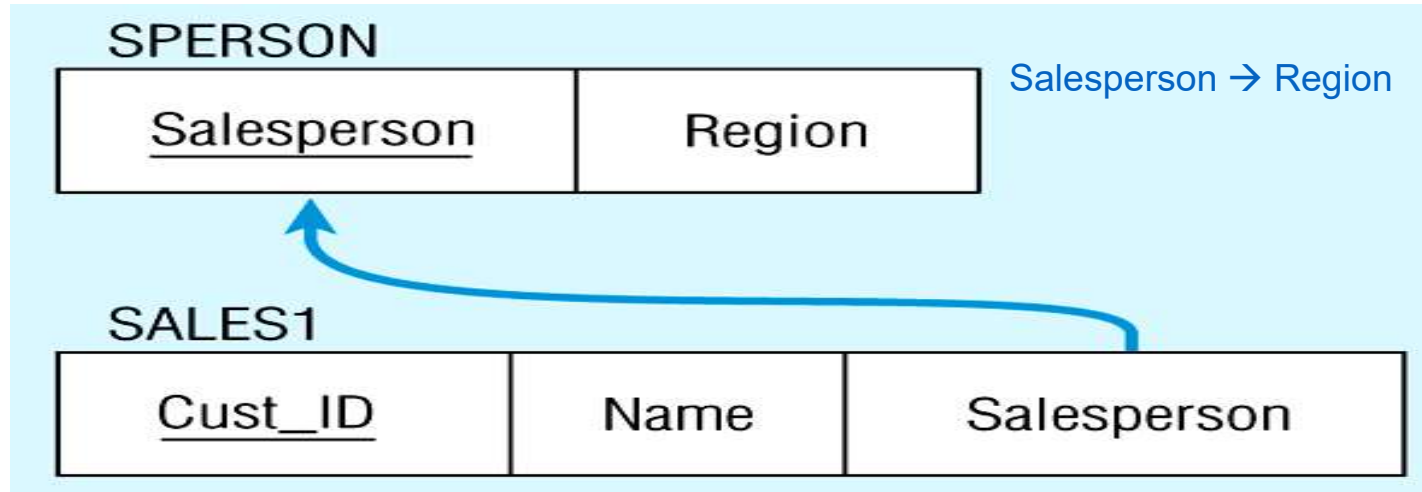 SPERSON
Salesperson → Region
Salesperson Region
SALES1
Cust_ID Name Salesperson